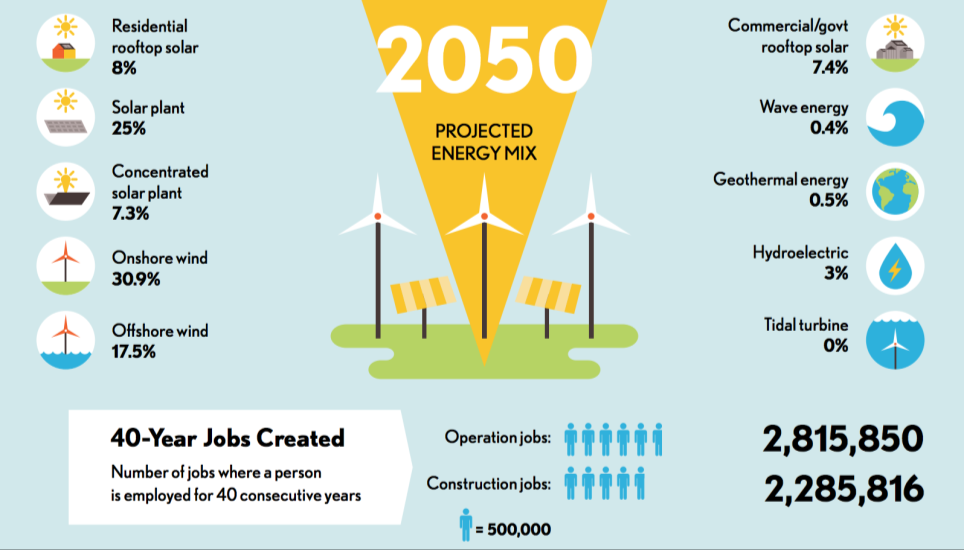 2050
PROJECTED
ENERGY MIX
Residential
rooftop solar
8%
Solar plant
25%
Concentrated
solar plant
7.3%
Onshore wind
30.9%
Offshore wind
17.5%
Commercial/govt
rooftop solar
7.4%
Wave energy
0.4%
Geothermal energy
0.5%
Hydroelectric
3%
Tidal turbine
0%
40-Year Jobs Created
Number of jobs where a person
is employed for 40 consecutive years
Operation jobs: 2,815,850
Construction jobs: 2,285,816
= 500,000